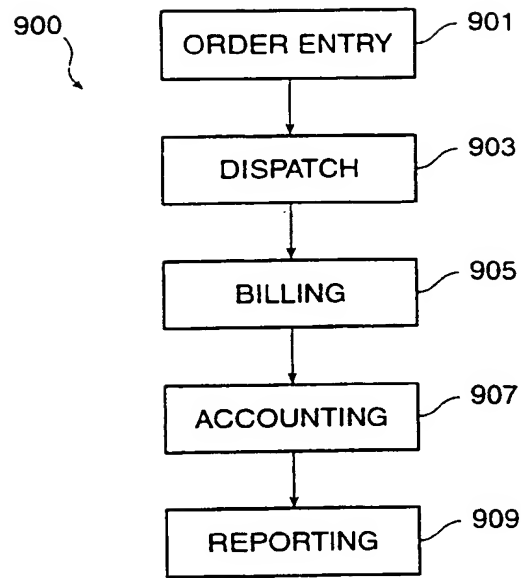 900
ORDER ENTRY
901
DISPATCH
903
BILLING
905
ACCOUNTING
907
REPORTING
909